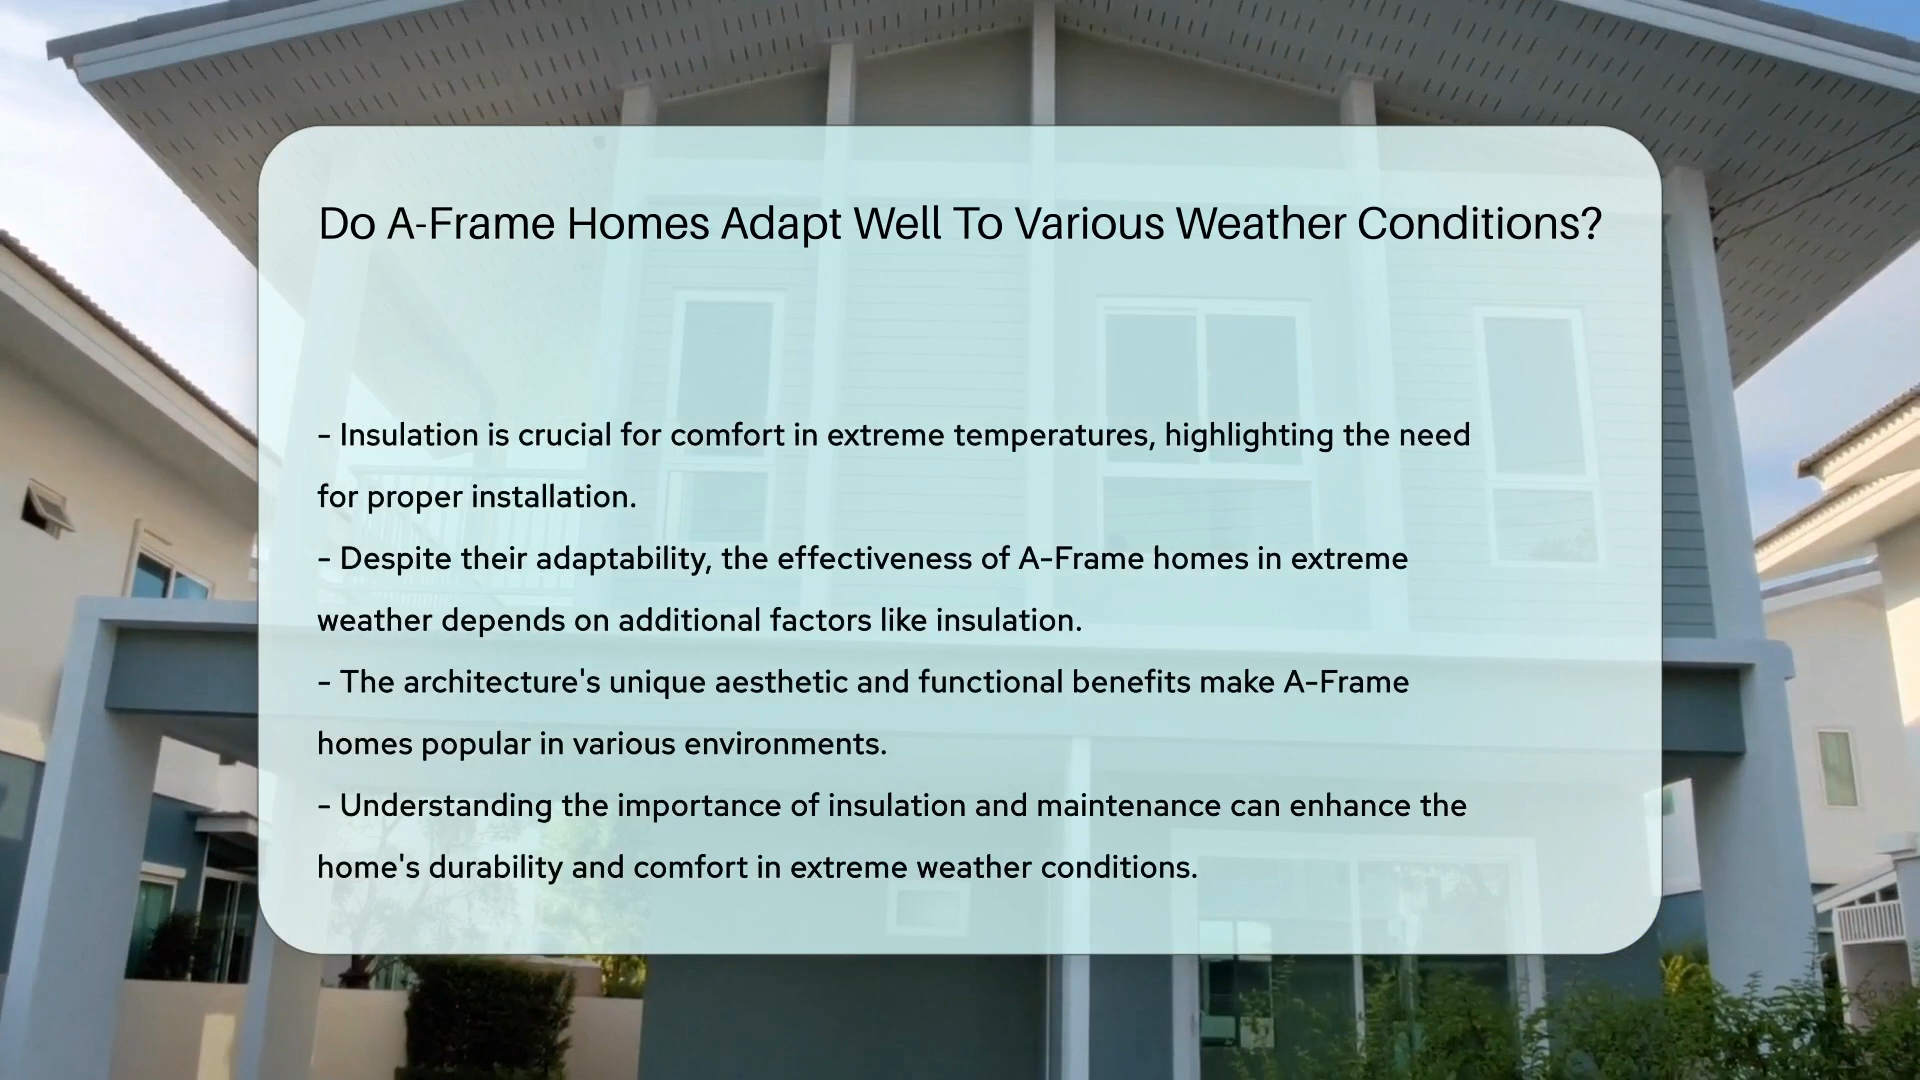 Do A-Frame Homes Adapt Well To Various Weather Conditions?
- Insulation is crucial for comfort in extreme temperatures, highlighting the need
for proper installation.
- Despite their adaptability, the effectiveness of A-Frame homes in extreme
weather depends on additional factors like insulation.
- The architecture's unique aesthetic and functional benefits make A-Frame
homes popular in various environments.
- Understanding the importance of insulation and maintenance can enhance the
home's durability and comfort in extreme weather conditions.